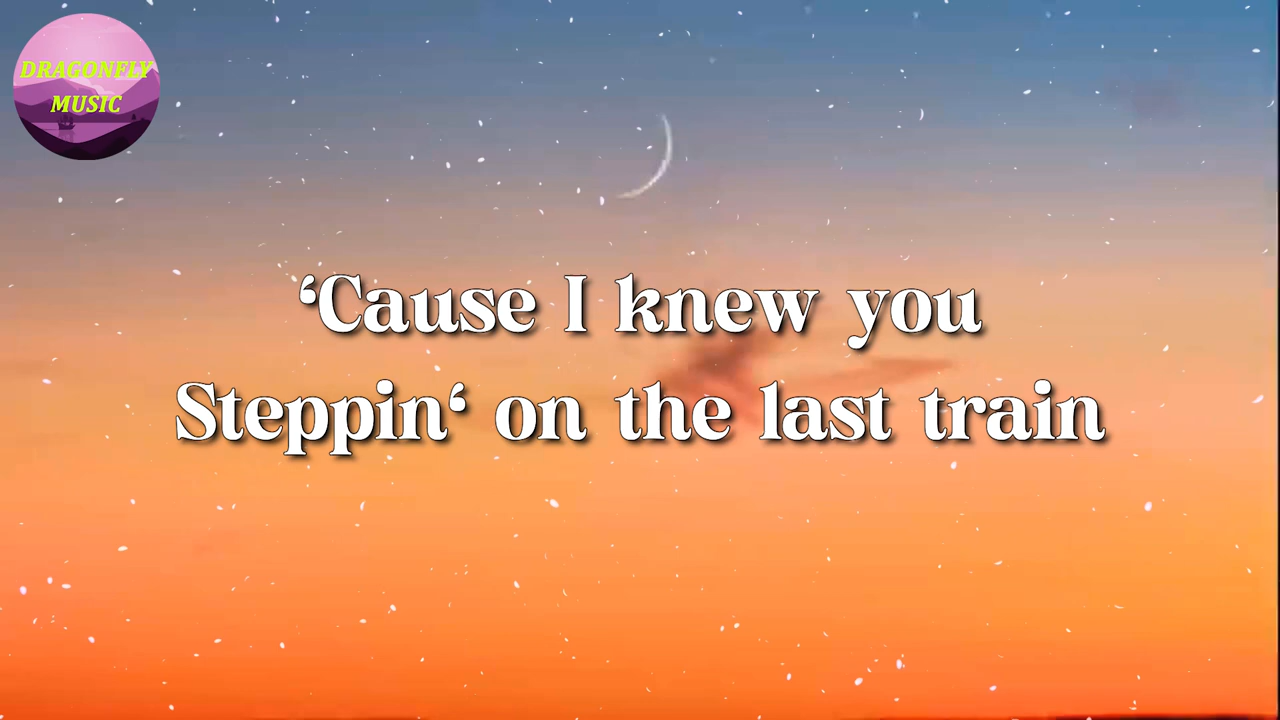 DRAGONFLY
MUSIC
‘Cause I knew you
Steppin‘ on the last train